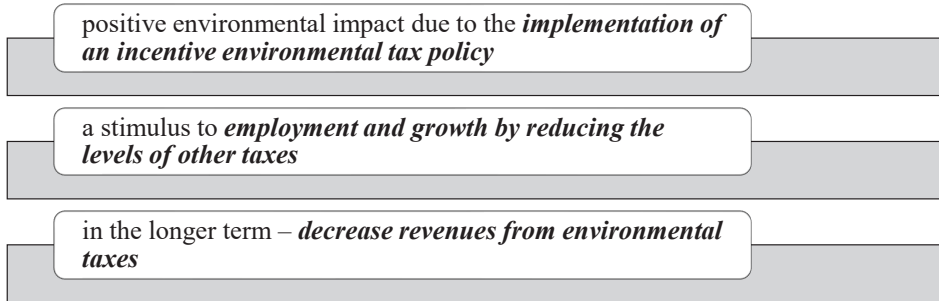 positive environmental impact due to the implementation of
an incentive environmental tax policy
a stimulus to employment and growth by reducing the
levels of other taxes
in the longer term – decrease revenues from environmental
taxes